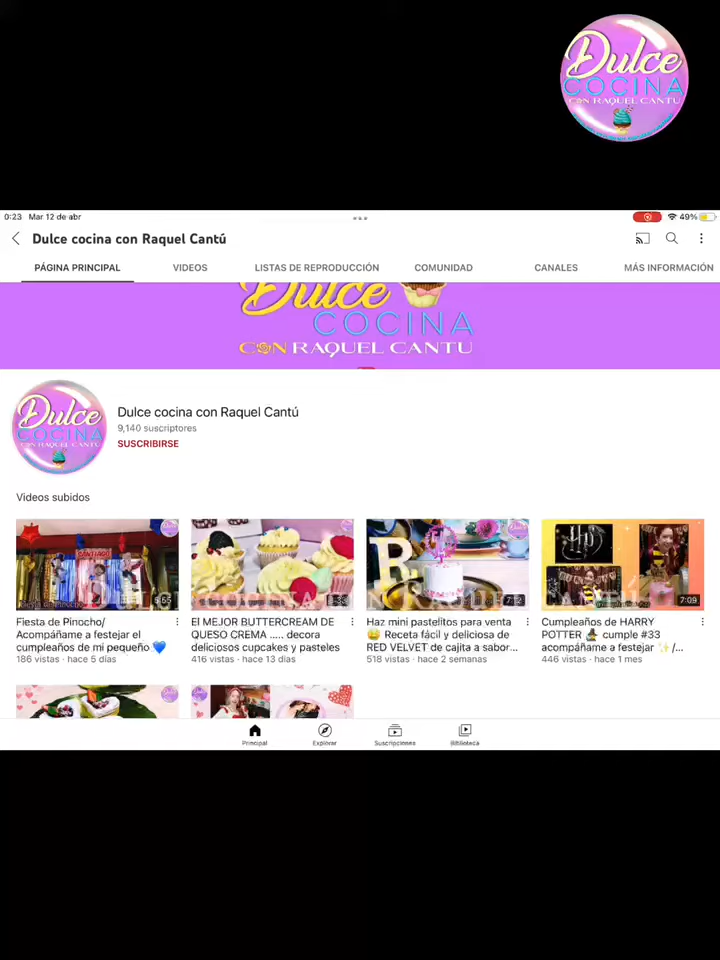 Dulce
COCINA
CON RAQUEL CANTÚ
0:23 Mar 12 de abr
49%
Dulce cocina con Raquel Cantú
PÁGINA PRINCIPAL VIDEOS LISTAS DE REPRODUCCIÓN COMUNIDAD CANALES MÁS INFORMACIÓN
Dulce
COCINA
CON RAQUEL CANTU
Dulce
COCINA
CON RAQUEL CANTÚ
Dulce cocina con Raquel Cantú
9,140 suscriptores
SUSCRIBIRSE
Videos subidos
5:55
7:12
7:09
Fiesta de Pinocho/
Acompáñame a festejar el
cumpleaños de mi pequeño 💙
186 vistas · hace 5 días
El MEJOR BUTTERCREAM DE
QUESO CREMA ..... decora
deliciosos cupcakes y pasteles
416 vistas · hace 13 días
Haz mini pastelitos para venta
😅 Receta fácil y deliciosa de
RED VELVET de cajita a sabor...
518 vistas · hace 2 semanas
Cumpleaños de HARRY
POTTER 🧙 cumple #33
acompáñame a festejar ✨/...
446 vistas · hace 1 mes
Principal Explorar Suscripciones Biblioteca